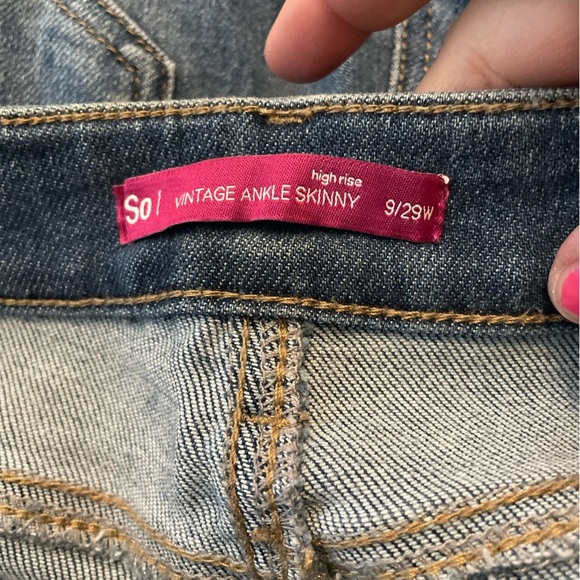 high rise
So | VINTAGE ANKLE SKINNY 9/29W